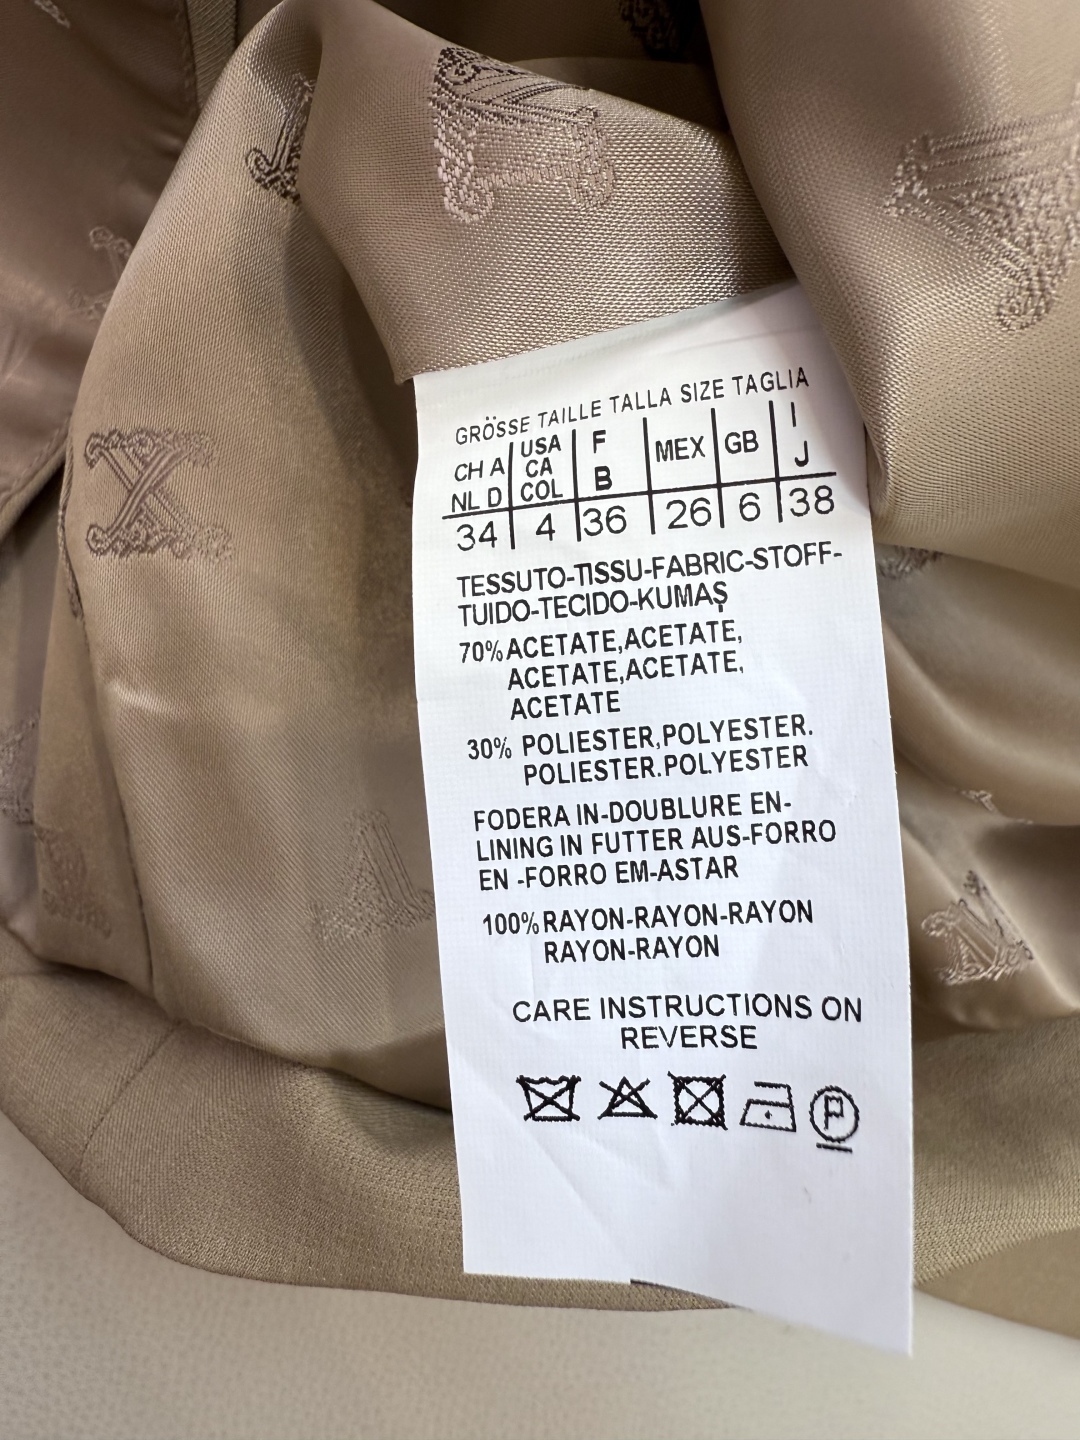 GRÖSSE TAILLE TALLA SIZE TAGLIA
CH A NL D USA CA COL F B MEX GB I J
34 4 36 26 6 38
TESSUTO-TISSU-FABRIC-STOFF-
TUIDO-TECIDO-KUMAŞ
70% ACETATE,ACETATE,
ACETATE,ACETATE,
ACETATE
30% POLIESTER,POLYESTER.
POLIESTER.POLYESTER
FODERA IN-DOUBLURE EN-
LINING IN FUTTER AUS-FORRO
EN -FORRO EM-ASTAR
100% RAYON-RAYON-RAYON
RAYON-RAYON
CARE INSTRUCTIONS ON
REVERSE
P